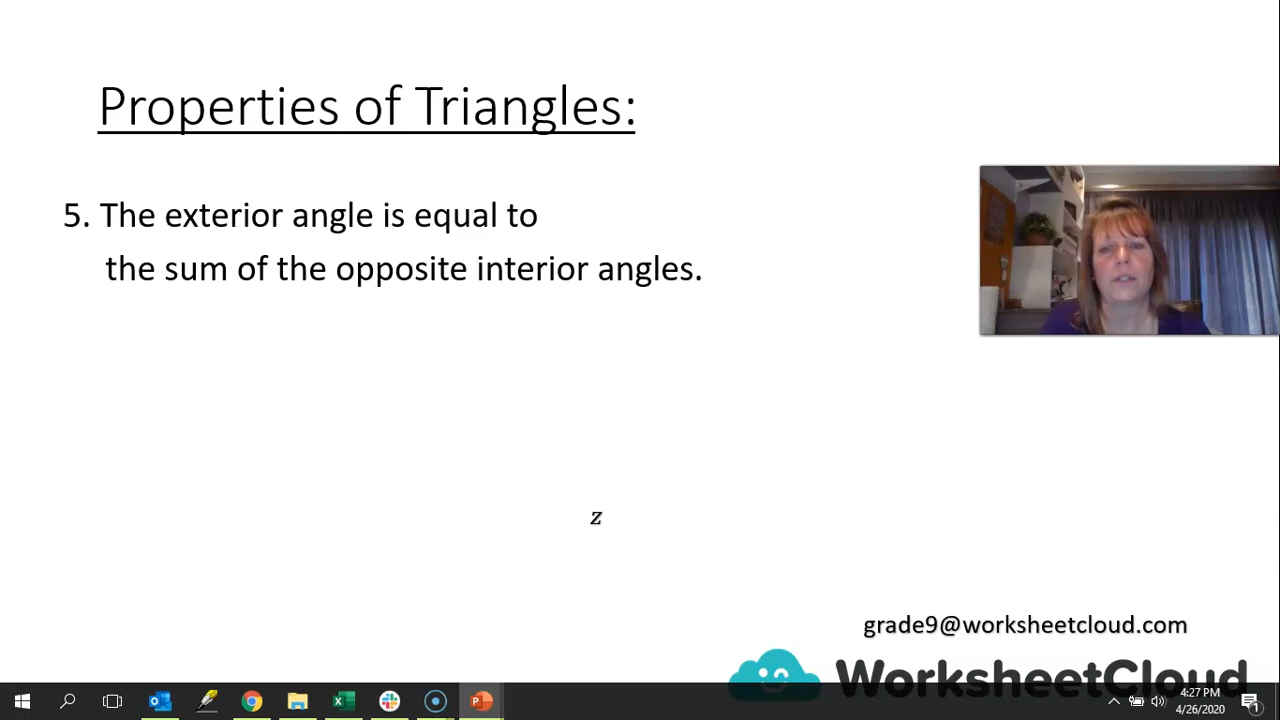 Properties of Triangles:
5. The exterior angle is equal to
the sum of the opposite interior angles.
z
grade9@worksheetcloud.com
WorksheetCloud
4:27 PM
4/26/2020
1